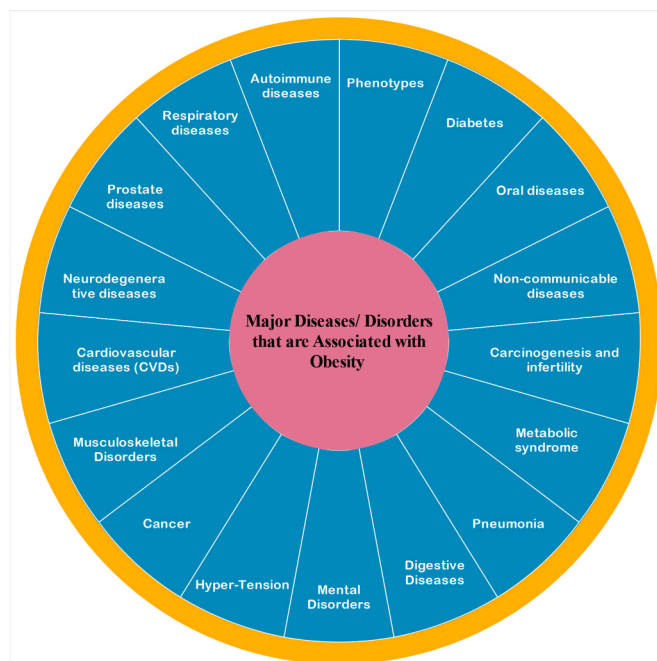 Major Diseases/ Disorders
that are Associated with
Obesity
Phenotypes
Diabetes
Oral diseases
Non-communicable
diseases
Carcinogenesis and
infertility
Metabolic
syndrome
Pneumonia
Digestive
Diseases
Mental
Disorders
Hyper-Tension
Cancer
Musculoskeletal
Disorders
Cardiovascular
diseases (CVDs)
Neurodegenera
tive diseases
Prostate
diseases
Respiratory
diseases
Autoimmune
diseases